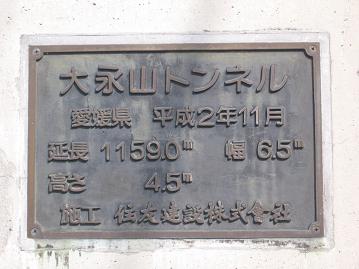 大永山トンネル
愛媛県 平成2年11月
延長 1159.0m 幅 6.5m
高さ 4.5m
施工 住友建設株式會社